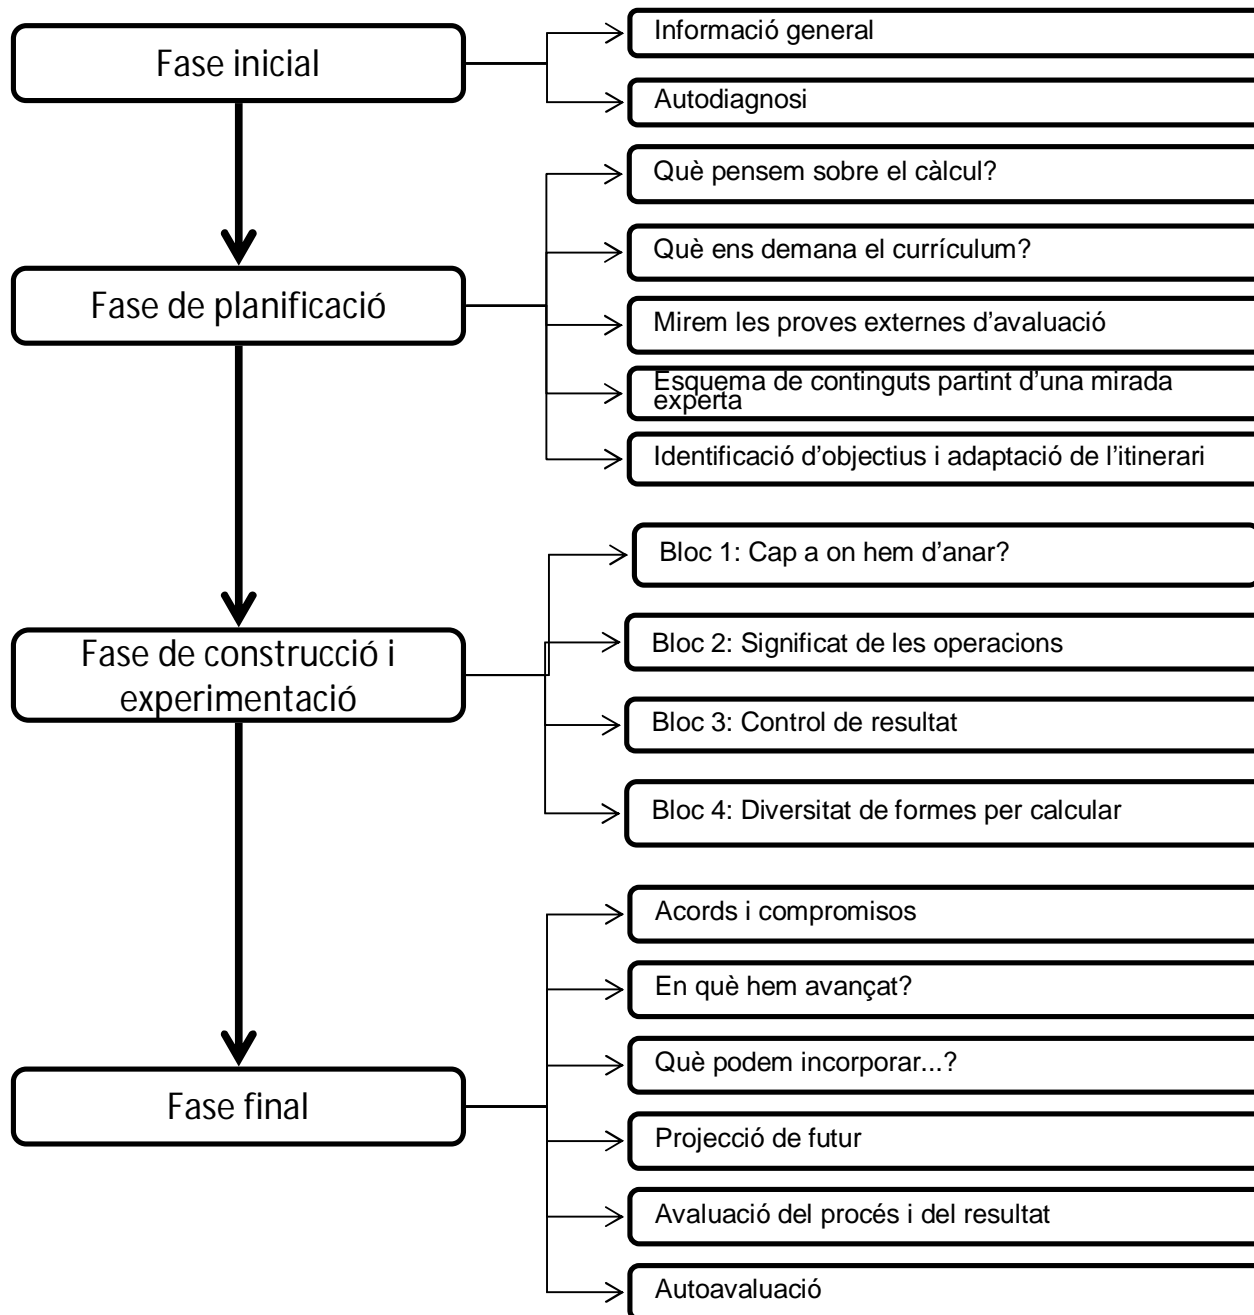 Fase inicial
Informació general
Autodiagnosi
Fase de planificació
Què pensem sobre el càlcul?
Què ens demana el currículum?
Mirem les proves externes d’avaluació
Esquema de continguts partint d’una mirada
experta
Identificació d’objectius i adaptació de l’itinerari
Fase de construcció i
experimentació
Bloc 1: Cap a on hem d’anar?
Bloc 2: Significat de les operacions
Bloc 3: Control de resultat
Bloc 4: Diversitat de formes per calcular
Fase final
Acords i compromisos
En què hem avançat?
Què podem incorporar...?
Projecció de futur
Avaluació del procés i del resultat
Autoavaluació